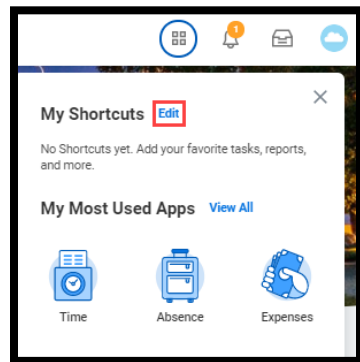 1
My Shortcuts Edit
No Shortcuts yet. Add your favorite tasks, reports,
and more.
My Most Used Apps View All
Time Absence Expenses